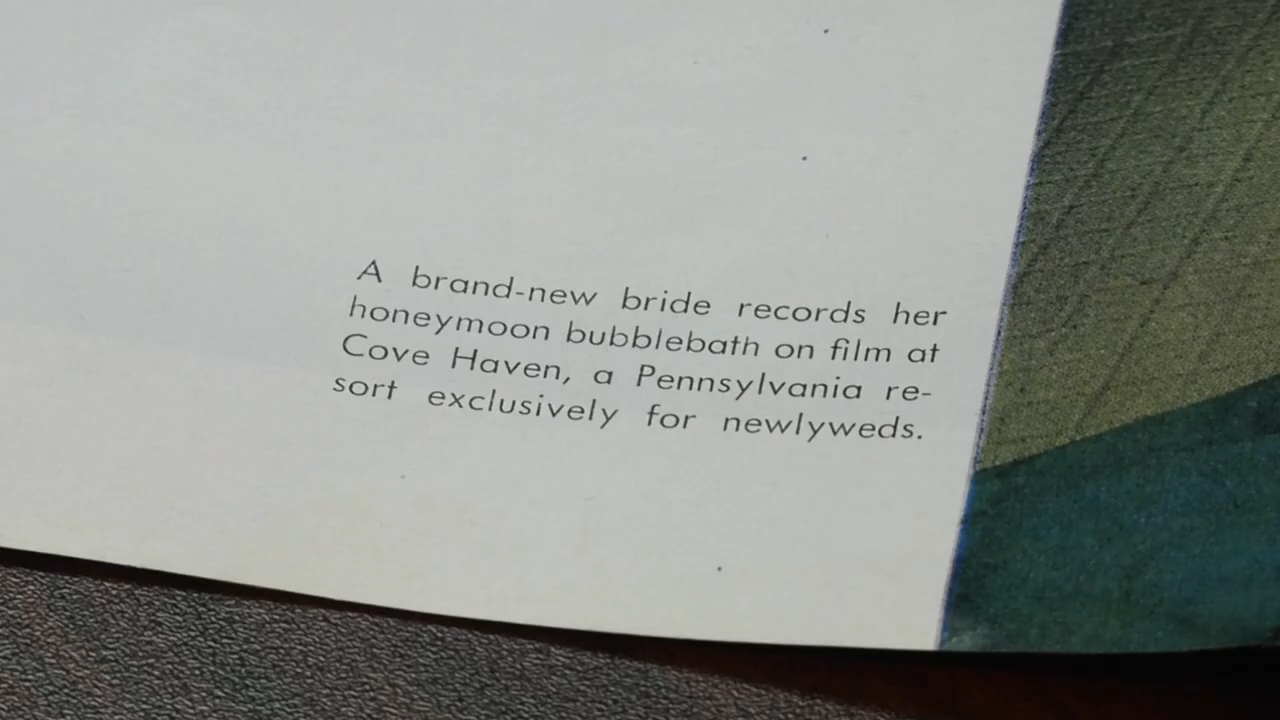 A brand-new bride records her
honeymoon bubblebath on film at
Cove Haven, a Pennsylvania re-
sort exclusively for newlyweds.